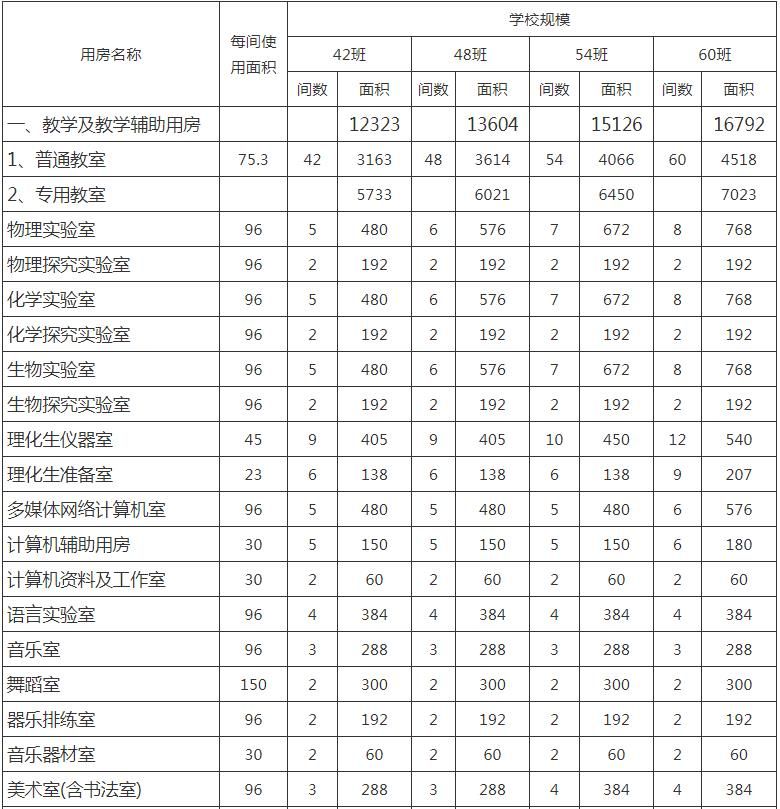 用房名称 每间使用面积 学校规模
42班 48班 54班 60班
间数 面积 间数 面积 间数 面积 间数 面积
一、教学及教学辅助用房 12323 13604 15126 16792
1、普通教室 75.3 42 3163 48 3614 54 4066 60 4518
2、专用教室 5733 6021 6450 7023
物理实验室 96 5 480 6 576 7 672 8 768
物理探究实验室 96 2 192 2 192 2 192 2 192
化学实验室 96 5 480 6 576 7 672 8 768
化学探究实验室 96 2 192 2 192 2 192 2 192
生物实验室 96 5 480 6 576 7 672 8 768
生物探究实验室 96 2 192 2 192 2 192 2 192
理化生仪器室 45 9 405 9 405 10 450 12 540
理化生准备室 23 6 138 6 138 6 138 9 207
多媒体网络计算机室 96 5 480 5 480 5 480 6 576
计算机辅助用房 30 5 150 5 150 5 150 6 180
计算机资料及工作室 30 2 60 2 60 2 60 2 60
语言实验室 96 4 384 4 384 4 384 4 384
音乐室 96 3 288 3 288 3 288 3 288
舞蹈室 150 2 300 2 300 2 300 2 300
器乐排练室 96 2 192 2 192 2 192 2 192
音乐器材室 30 2 60 2 60 2 60 2 60
美术室(含书法室) 96 3 288 3 288 4 384 4 384